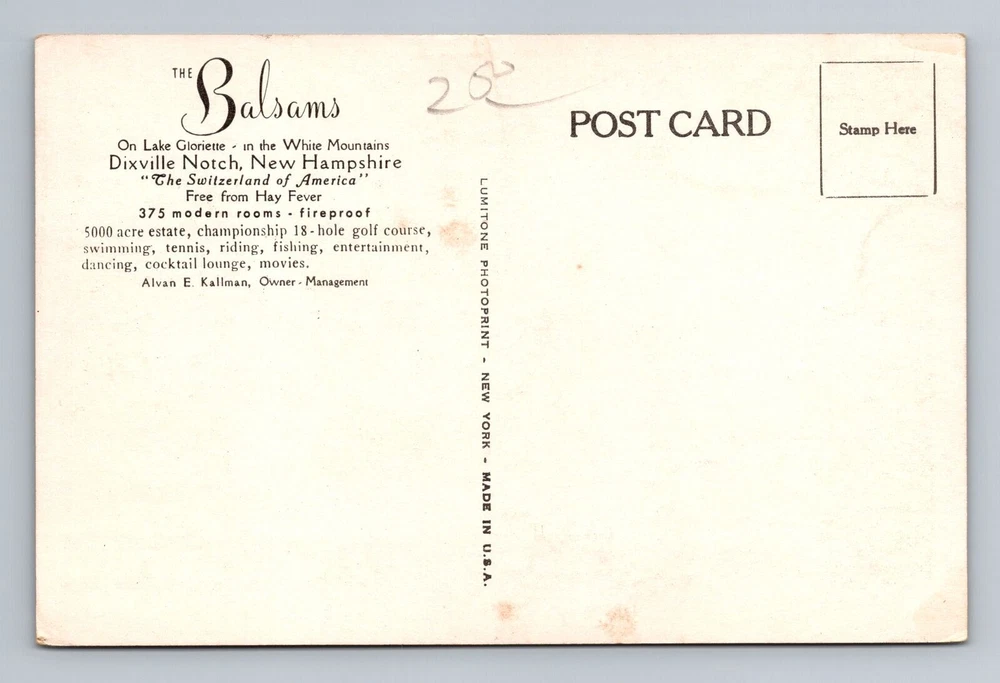 THE
Balsams
On Lake Gloriette - in the White Mountains
Dixville Notch, New Hampshire
"The Switzerland of America"
Free from Hay Fever
375 modern rooms - fireproof
5000 acre estate, championship 18-hole golf course,
swimming, tennis, riding, fishing, entertainment,
dancing, cocktail lounge, movies.
Alvan E. Kallman, Owner-Management
LUMITONE PHOTOPRINT - NEW YORK - MADE IN U.S.A.
POST CARD
Stamp Here